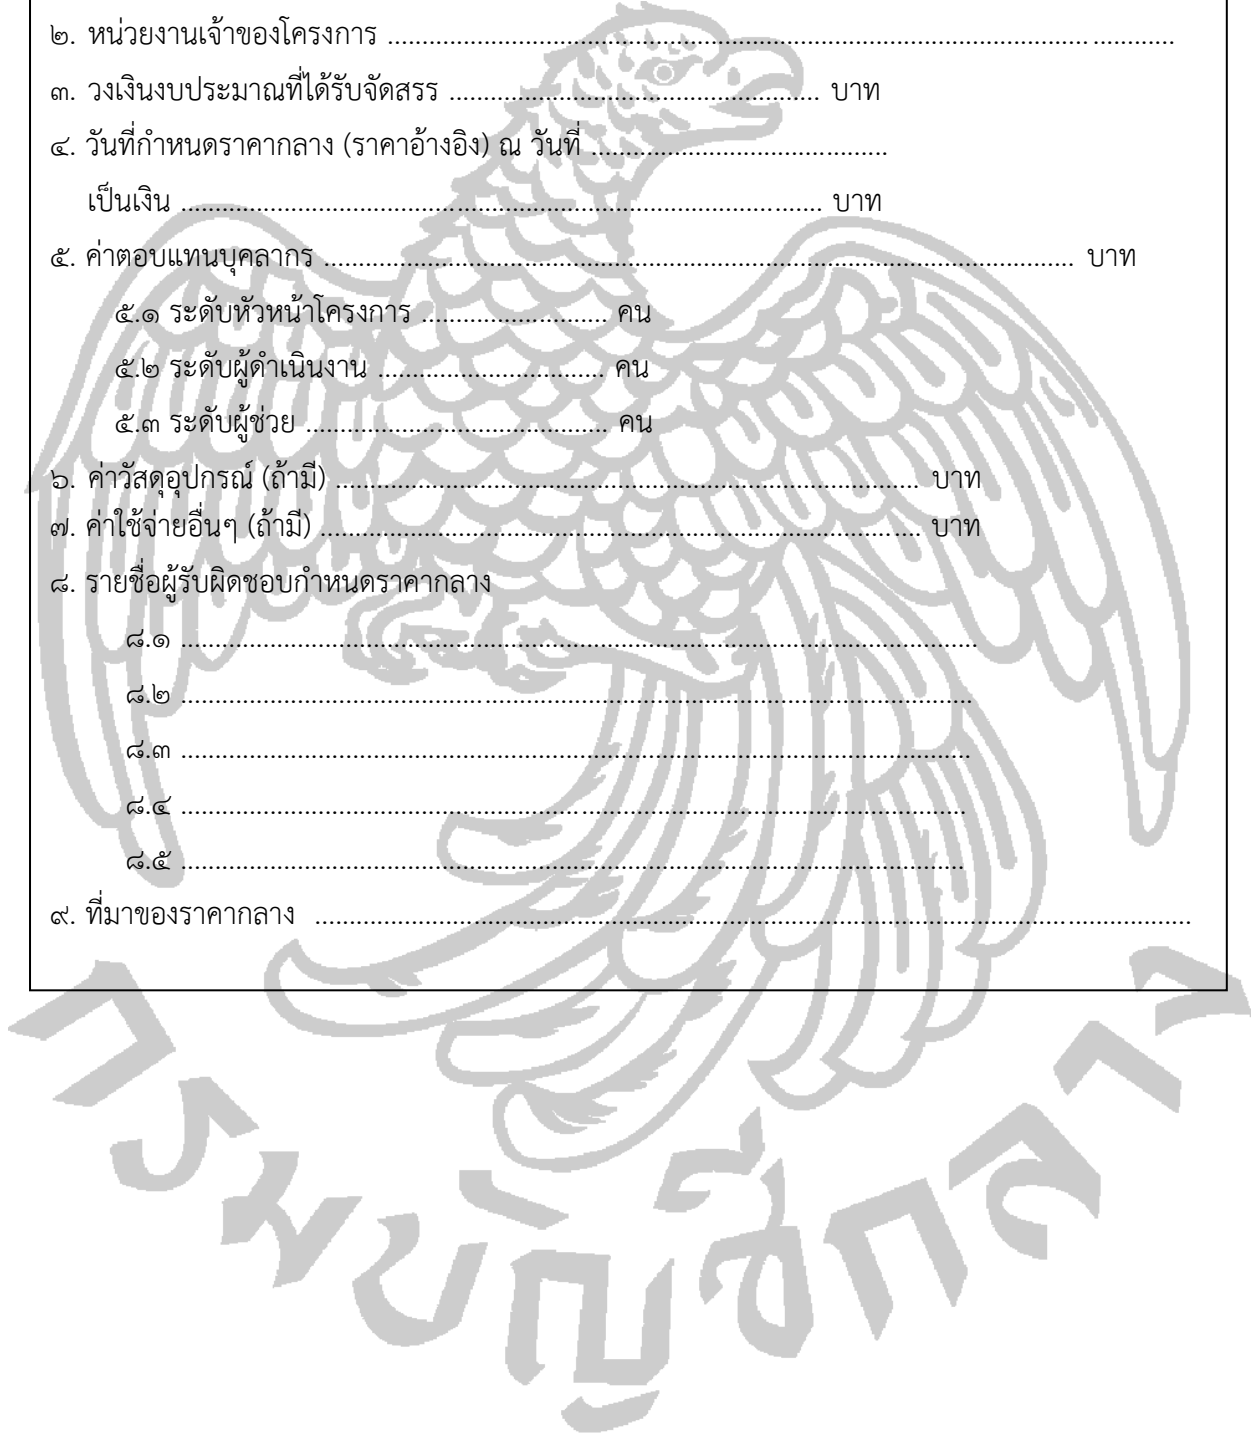 ๒. หน่วยงานเจ้าของโครงการ ....................................................................................................................
๓. วงเงินงบประมาณที่ได้รับจัดสรร ..................................................... บาท
๔. วันที่กำหนดราคากลาง (ราคาอ้างอิง) ณ วันที่ ...........................................
เป็นเงิน ............................................................................................. บาท
๕. ค่าตอบแทนบุคลากร ............................................................................................................. บาท
๕.๑ ระดับหัวหน้าโครงการ ........................... คน
๕.๒ ระดับผู้ดำเนินงาน ..................................... คน
๕.๓ ระดับผู้ช่วย ............................................ คน
๖. ค่าวัสดุอุปกรณ์ (ถ้ามี) ..................................................................................... บาท
๗. ค่าใช้จ่ายอื่นๆ (ถ้ามี) ....................................................................................... บาท
๘. รายชื่อผู้รับผิดชอบกำหนดราคากลาง
๘.๑ ...................................................................................................................
๘.๒ ...................................................................................................................
๘.๓ ...................................................................................................................
๘.๔ ...................................................................................................................
๘.๕ ...................................................................................................................
๙. ที่มาของราคากลาง ................................................................................................................................
กรมบัญชีกลาง